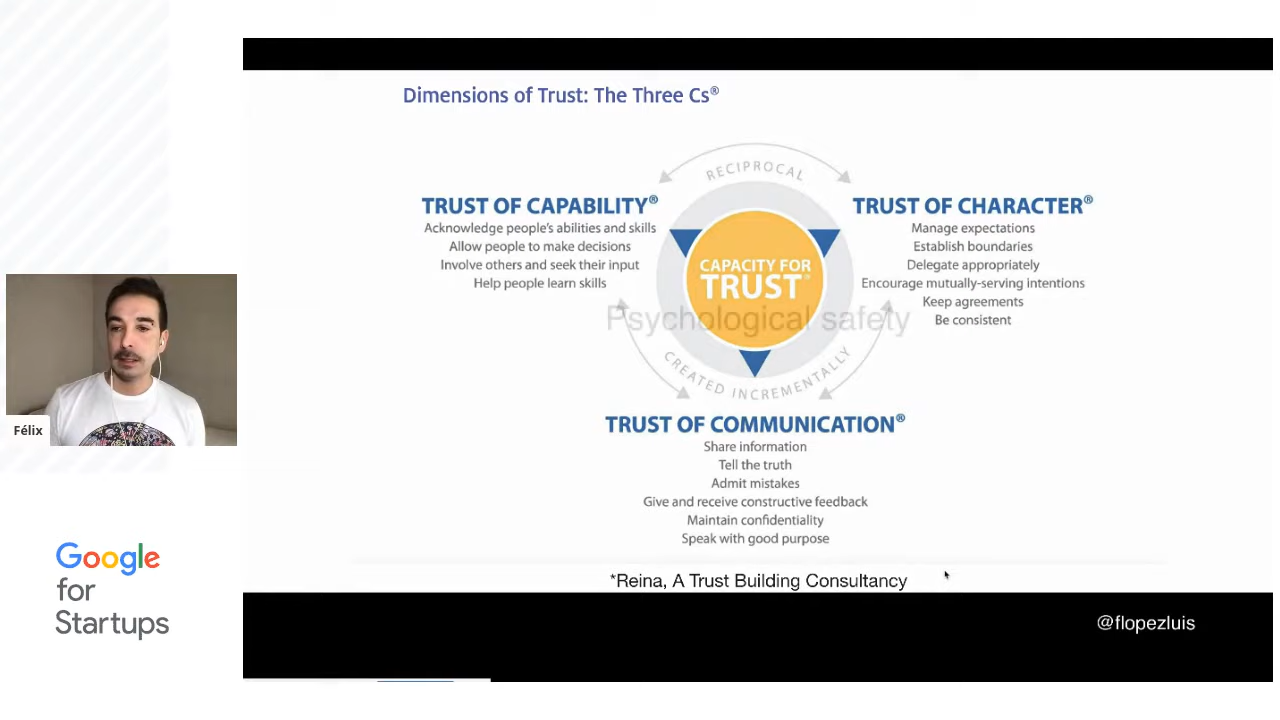 Dimensions of Trust: The Three Cs®
RECIPROCAL
TRUST OF CAPABILITY®
Acknowledge people's abilities and skills
Allow people to make decisions
Involve others and seek their input
Help people learn skills
TRUST OF CHARACTER®
Manage expectations
Establish boundaries
Delegate appropriately
Encourage mutually-serving intentions
Keep agreements
Be consistent
CAPACITY FOR
TRUST®
Psychological safety
CREATED INCREMENTALLY
TRUST OF COMMUNICATION®
Share information
Tell the truth
Admit mistakes
Give and receive constructive feedback
Maintain confidentiality
Speak with good purpose
*Reina, A Trust Building Consultancy
@flopezluis
Félix
Google
for
Startups